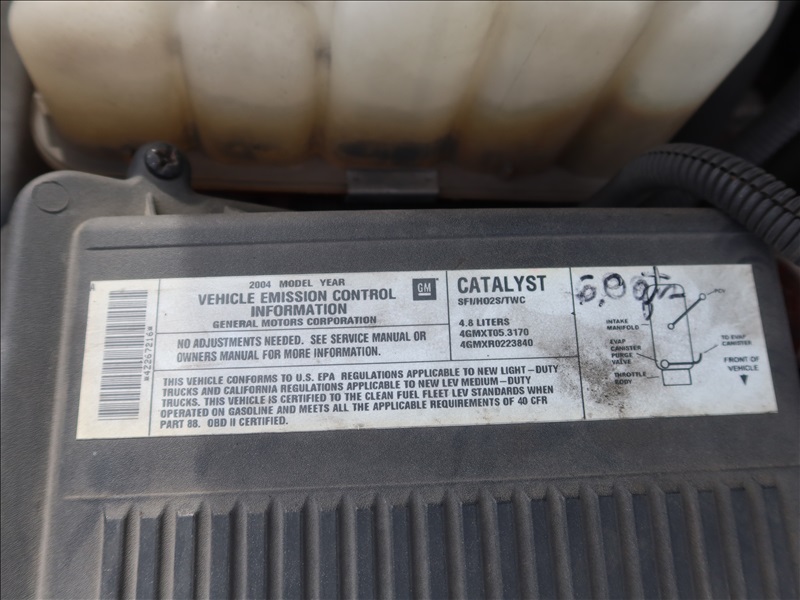 2004 MODEL YEAR
VEHICLE EMISSION CONTROL
INFORMATION
GENERAL MOTORS CORPORATION
GM
NO ADJUSTMENTS NEEDED. SEE SERVICE MANUAL OR
OWNERS MANUAL FOR MORE INFORMATION.
CATALYST
SFI/HO2S/TWC
4.8 LITERS
4GMXT05.3170
4GMXR0223840
THIS VEHICLE CONFORMS TO U.S. EPA REGULATIONS APPLICABLE TO NEW LIGHT-DUTY
TRUCKS AND CALIFORNIA REGULATIONS APPLICABLE TO NEW LEV MEDIUM-DUTY
TRUCKS. THIS VEHICLE IS CERTIFIED TO THE CLEAN FUEL FLEET LEV STANDARDS WHEN
OPERATED ON GASOLINE AND MEETS ALL THE APPLICABLE REQUIREMENTS OF 40 CFR
PART 88. OBD II CERTIFIED.
*42267216*
A
PCV
INTAKE
MANIFOLD
EVAP
CANISTER
PURGE
VALVE
THROTTLE
BODY
TO EVAP
CANISTER
FRONT OF
VEHICLE